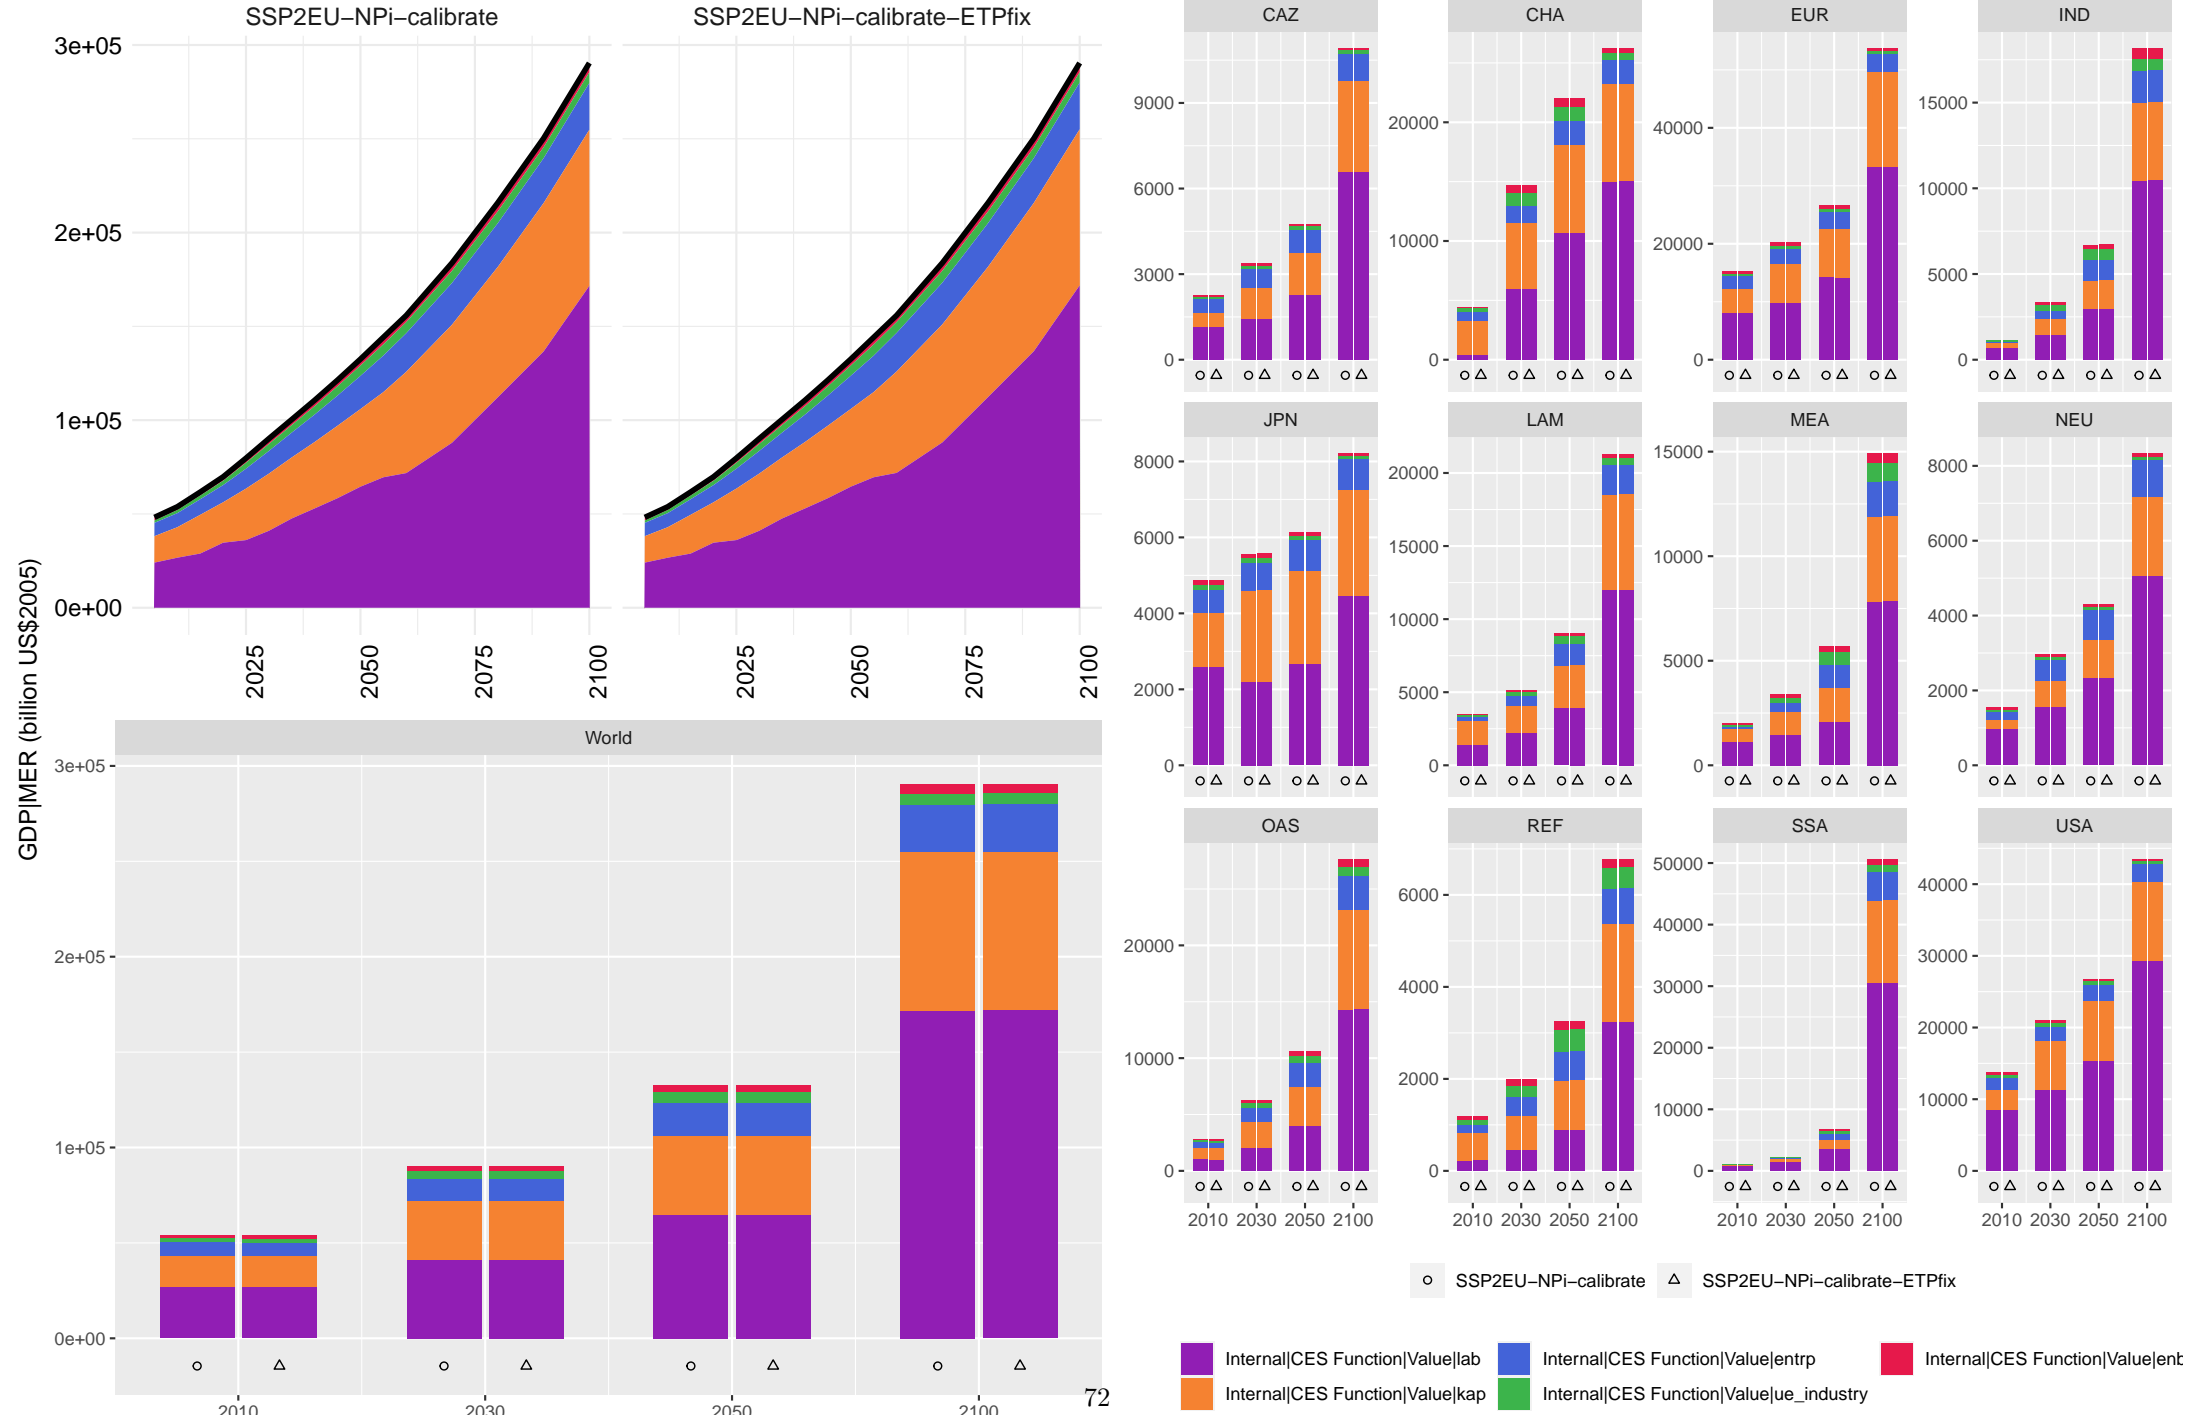 SSP2EU−NPi−calibrate
SSP2EU−NPi−calibrate−ETPfix
3e+05
2e+05
1e+05
0e+00
2025
2050
2075
2100
2025
2050
2075
2100
GDP|MER (billion US$2005)
World
3e+05
2e+05
1e+05
0e+00
2010
2030
2050
2100
72
CAZ
9000
6000
3000
0
CHA
20000
10000
0
EUR
40000
20000
0
IND
15000
10000
5000
0
JPN
8000
6000
4000
2000
0
LAM
20000
15000
10000
5000
0
MEA
15000
10000
5000
0
NEU
8000
6000
4000
2000
0
OAS
20000
10000
0
2010 2030 2050 2100
REF
6000
4000
2000
0
2010 2030 2050 2100
SSA
50000
40000
30000
20000
10000
0
2010 2030 2050 2100
USA
40000
30000
20000
10000
0
2010 2030 2050 2100
SSP2EU−NPi−calibrate
SSP2EU−NPi−calibrate−ETPfix
Internal|CES Function|Value|lab
Internal|CES Function|Value|entrp
Internal|CES Function|Value|kap
Internal|CES Function|Value|ue_industry
Internal|CES Function|